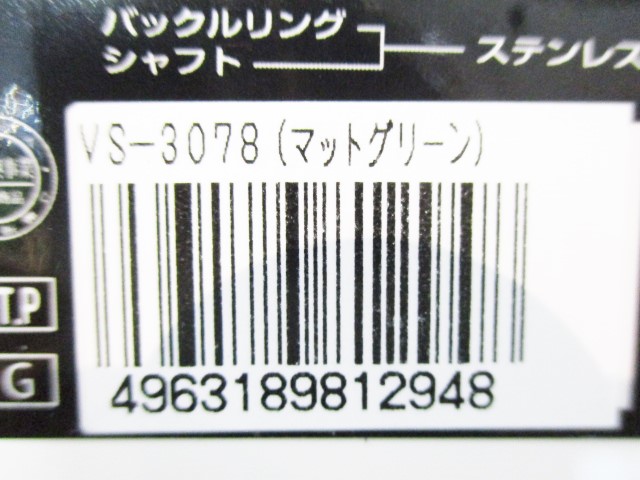 バックルリング
シャフト
ステンレス
VS-3078(マットグリーン)
T.P
G
4963189812948